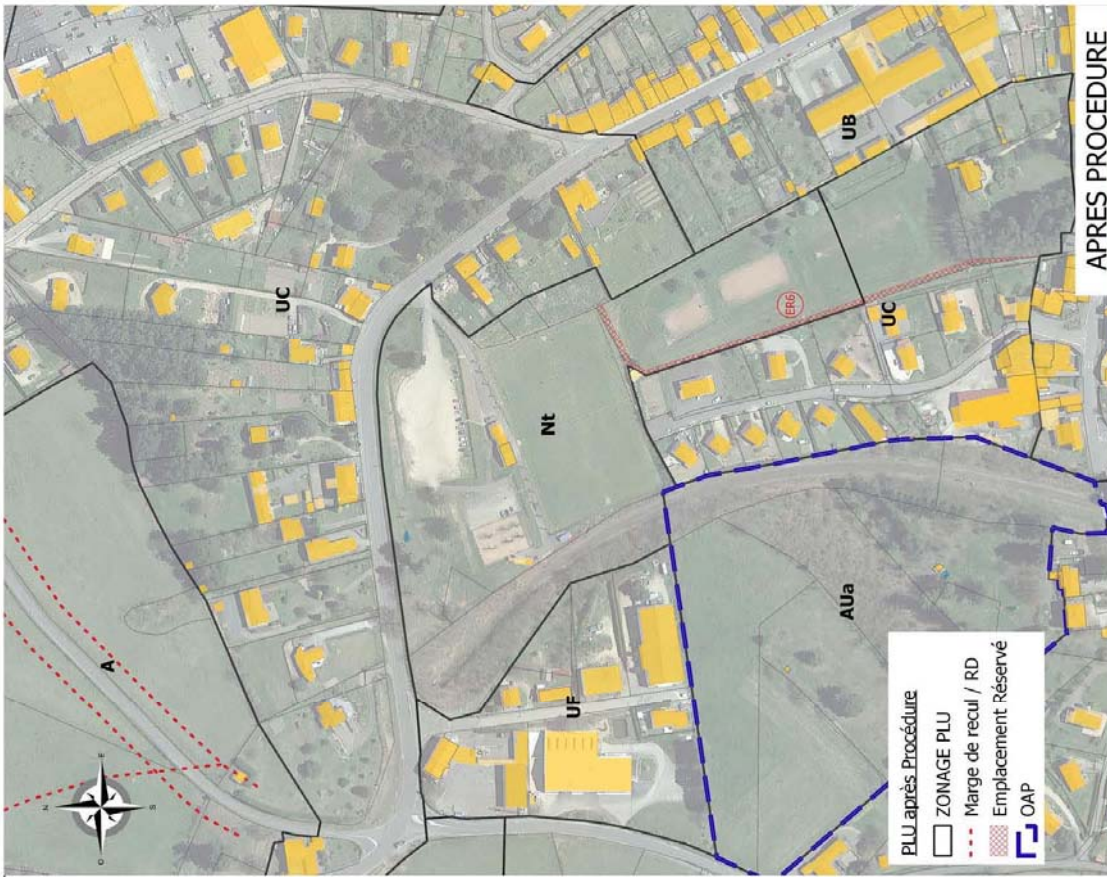 APRES PROCEDURE
A
UC
UB
Nt
ER6
UC
UF
AUa
PLU après Procédure
ZONAGE PLU
Marge de recul / RD
Emplacement Réservé
OAP
N
E
S
O